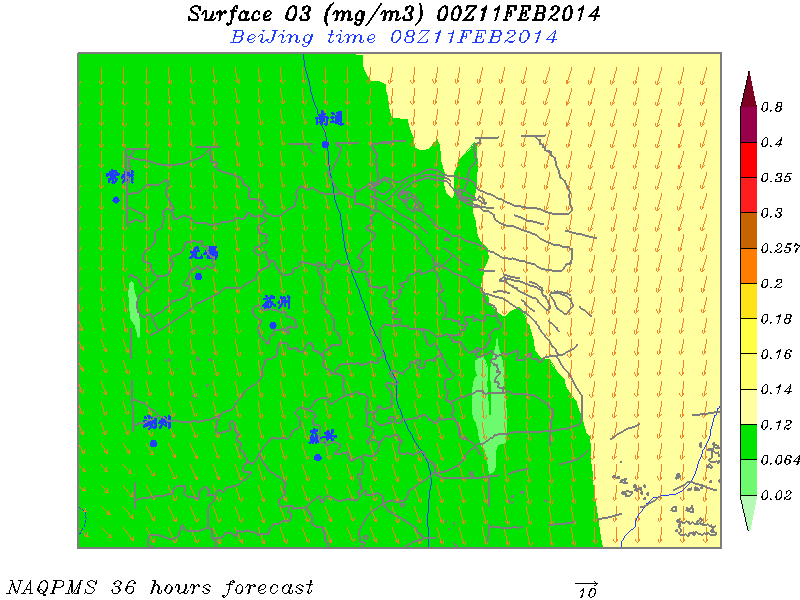 Surface O3 (mg/m3) 00Z11FEB2014
BeiJing time 08Z11FEB2014
南通
常州
无锡
苏州
湖州
嘉兴
0.8
0.4
0.35
0.3
0.257
0.2
0.18
0.16
0.14
0.12
0.064
0.02
NAQPMS 36 hours forecast
10